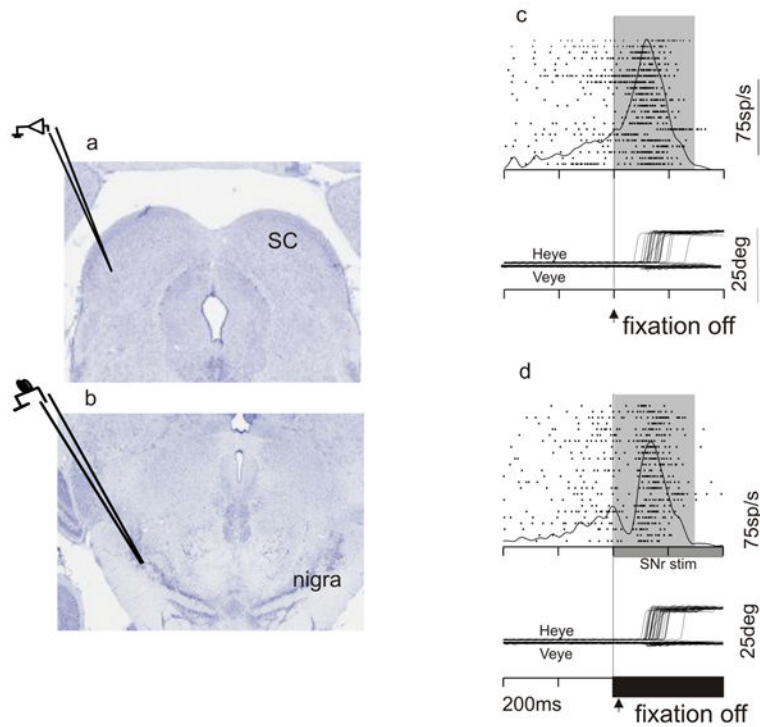 a
SC
b
nigra
c
75sp/s
Heye
Veye
25deg
fixation off
d
75sp/s
SNr stim
Heye
Veye
25deg
200ms
fixation off